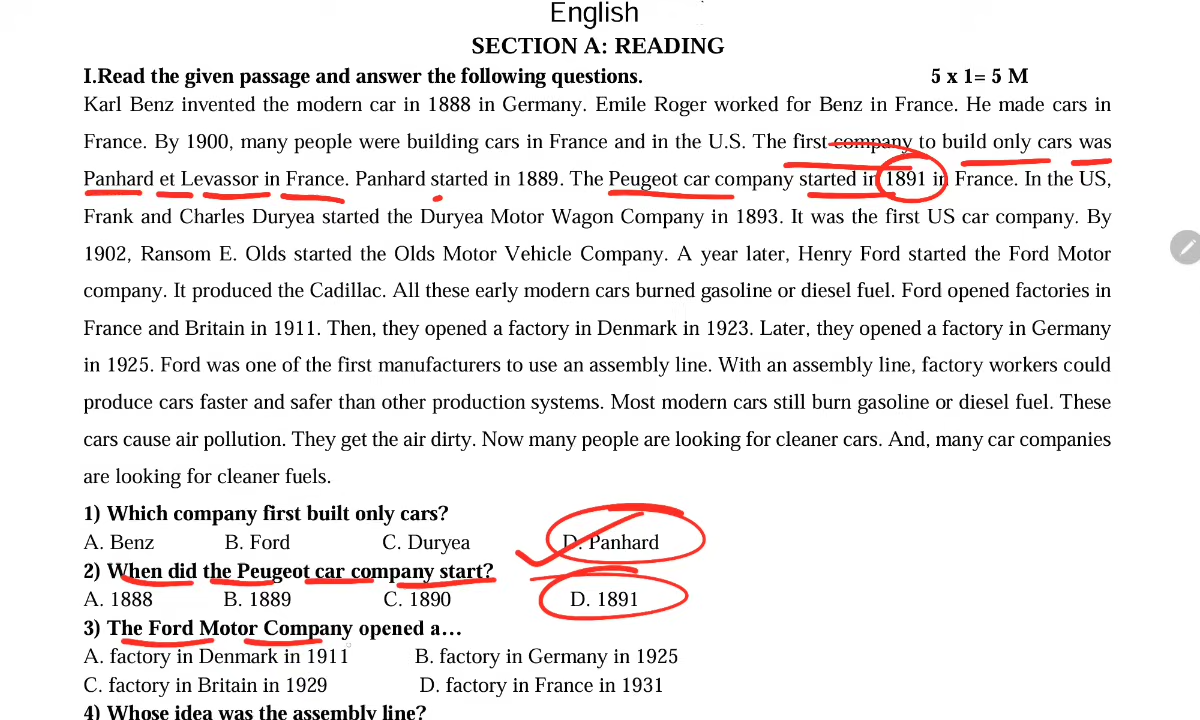 English
SECTION A: READING
I.Read the given passage and answer the following questions. 5 x 1= 5 M
Karl Benz invented the modern car in 1888 in Germany. Emile Roger worked for Benz in France. He made cars in
France. By 1900, many people were building cars in France and in the U.S. The first company to build only cars was
Panhard et Levassor in France. Panhard started in 1889. The Peugeot car company started in 1891 in France. In the US,
Frank and Charles Duryea started the Duryea Motor Wagon Company in 1893. It was the first US car company. By
1902, Ransom E. Olds started the Olds Motor Vehicle Company. A year later, Henry Ford started the Ford Motor
company. It produced the Cadillac. All these early modern cars burned gasoline or diesel fuel. Ford opened factories in
France and Britain in 1911. Then, they opened a factory in Denmark in 1923. Later, they opened a factory in Germany
in 1925. Ford was one of the first manufacturers to use an assembly line. With an assembly line, factory workers could
produce cars faster and safer than other production systems. Most modern cars still burn gasoline or diesel fuel. These
cars cause air pollution. They get the air dirty. Now many people are looking for cleaner cars. And, many car companies
are looking for cleaner fuels.
1) Which company first built only cars?
A. Benz B. Ford C. Duryea D. Panhard
2) When did the Peugeot car company start?
A. 1888 B. 1889 C. 1890 D. 1891
3) The Ford Motor Company opened a…
A. factory in Denmark in 1911 B. factory in Germany in 1925
C. factory in Britain in 1929 D. factory in France in 1931
4) Whose idea was the assembly line?